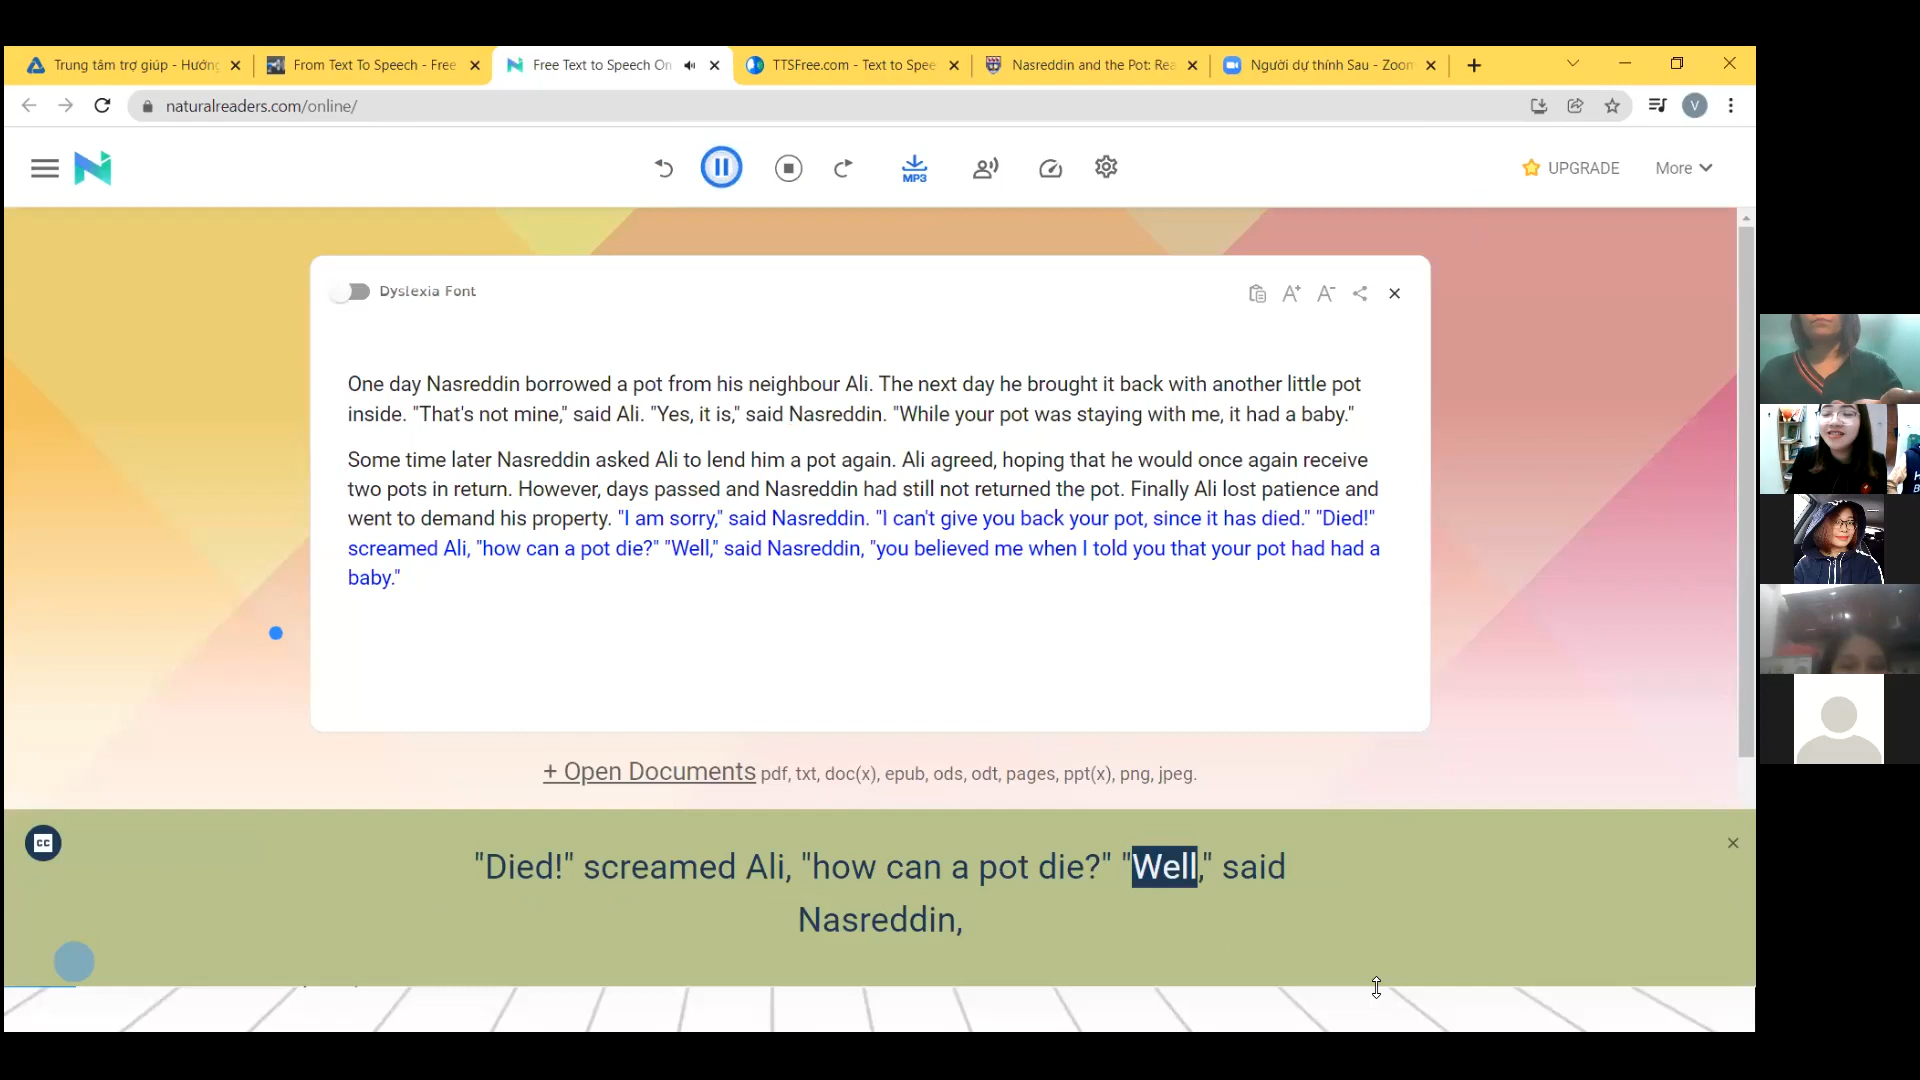 Trung tâm trợ giúp - Hướng
From Text To Speech - Free
Free Text to Speech On
TTSFree.com - Text to Spee
Nasreddin and the Pot: Rea
Người dự thính Sau - Zoom
naturalreaders.com/online/
V
MP3
UPGRADE
More
Dyslexia Font
A+
A-
One day Nasreddin borrowed a pot from his neighbour Ali. The next day he brought it back with another little pot
inside. "That's not mine," said Ali. "Yes, it is," said Nasreddin. "While your pot was staying with me, it had a baby."
Some time later Nasreddin asked Ali to lend him a pot again. Ali agreed, hoping that he would once again receive
two pots in return. However, days passed and Nasreddin had still not returned the pot. Finally Ali lost patience and
went to demand his property. "I am sorry," said Nasreddin. "I can't give you back your pot, since it has died." "Died!"
screamed Ali, "how can a pot die?" "Well," said Nasreddin, "you believed me when I told you that your pot had had a
baby."
+ Open Documents pdf, txt, doc(x), epub, ods, odt, pages, ppt(x), png, jpeg.
CC
"Died!" screamed Ali, "how can a pot die?" "Well," said
Nasreddin,